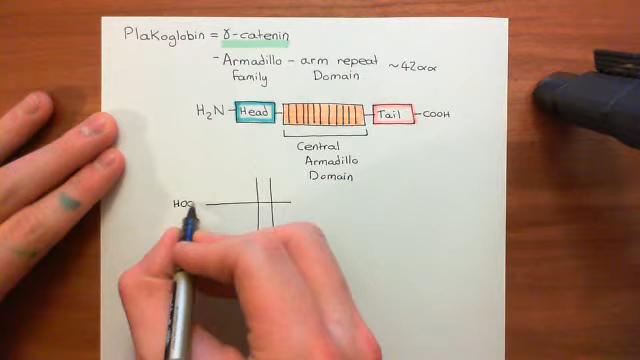 Plakoglobin = γ-catenin
- Armadillo - arm repeat ~42aa
Family Domain
H₂N Head Tail COOH
Central
Armadillo
Domain
HOO